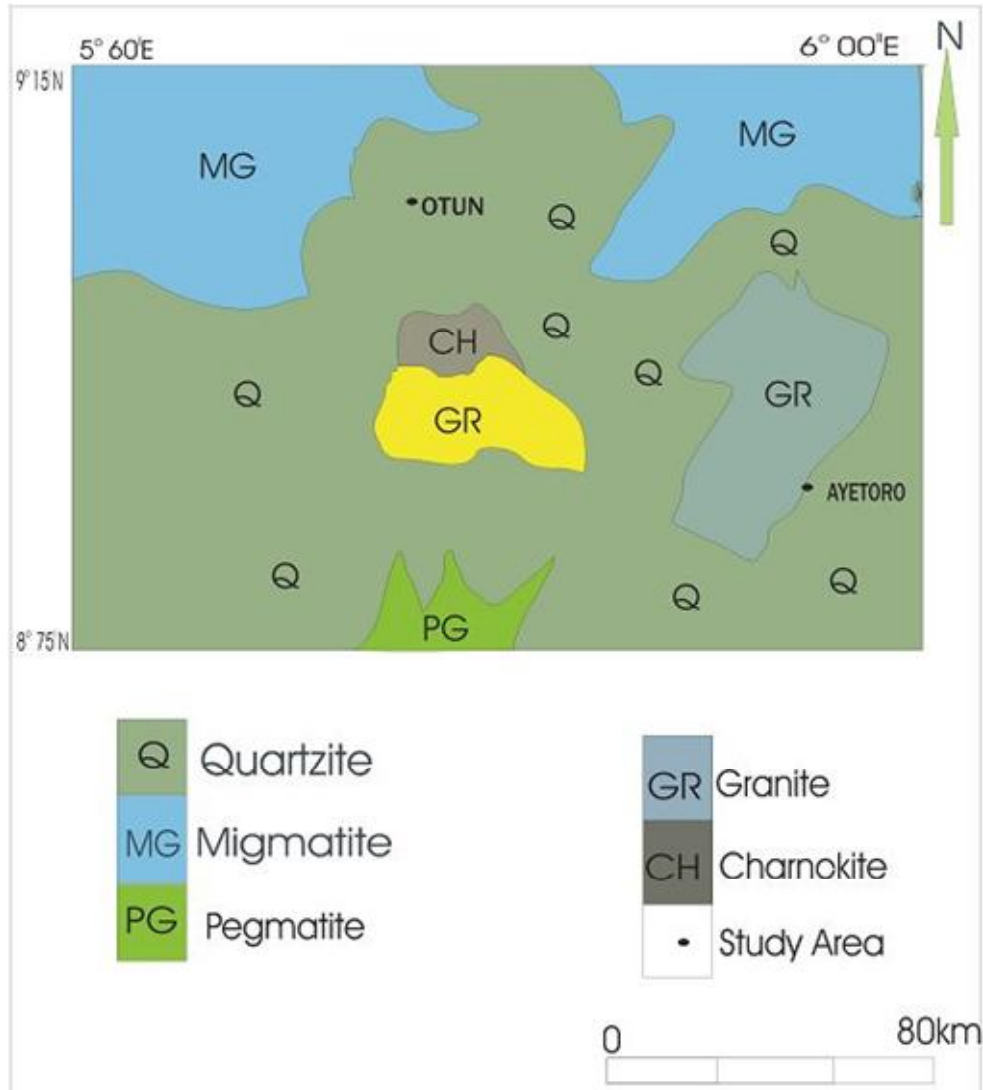 5° 60'E
6° 00"E
N
9° 15'N
MG
MG
OTUN
Q
Q
CH
Q
Q
Q
GR
GR
AYETORO
Q
Q
Q
PG
8° 75'N
Q Quartzite
MG Migmatite
PG Pegmatite
GR Granite
CH Charnokite
Study Area
0 80km